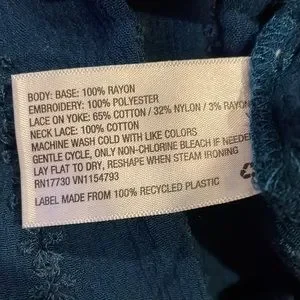 BODY: BASE: 100% RAYON
EMBROIDERY: 100% POLYESTER
LACE ON YOKE: 65% COTTON / 32% NYLON / 3% RAYON
NECK LACE: 100% COTTON
MACHINE WASH COLD WITH LIKE COLORS
GENTLE CYCLE, ONLY NON-CHLORINE BLEACH IF NEEDED
LAY FLAT TO DRY, RESHAPE WHEN STEAM IRONING
RN17730 VN1154793
LABEL MADE FROM 100% RECYCLED PLASTIC